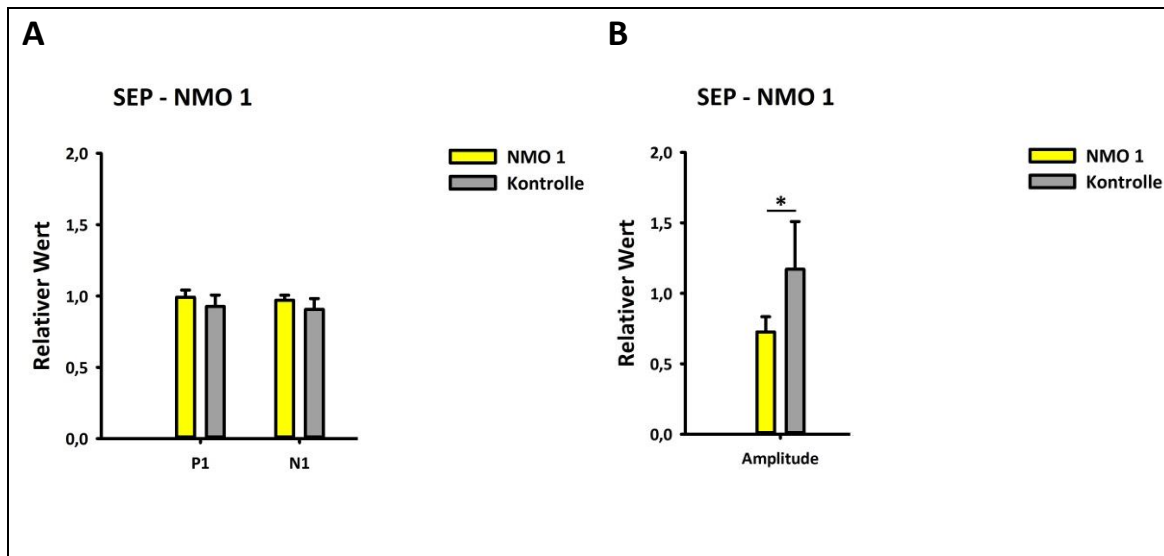 A
SEP - NMO 1
NMO 1
Kontrolle
Relativer Wert
2,0
1,5
1,0
0,5
0,0
P1 N1
B
SEP - NMO 1
NMO 1
Kontrolle
Relativer Wert
2,0
1,5
1,0
0,5
0,0
*
Amplitude